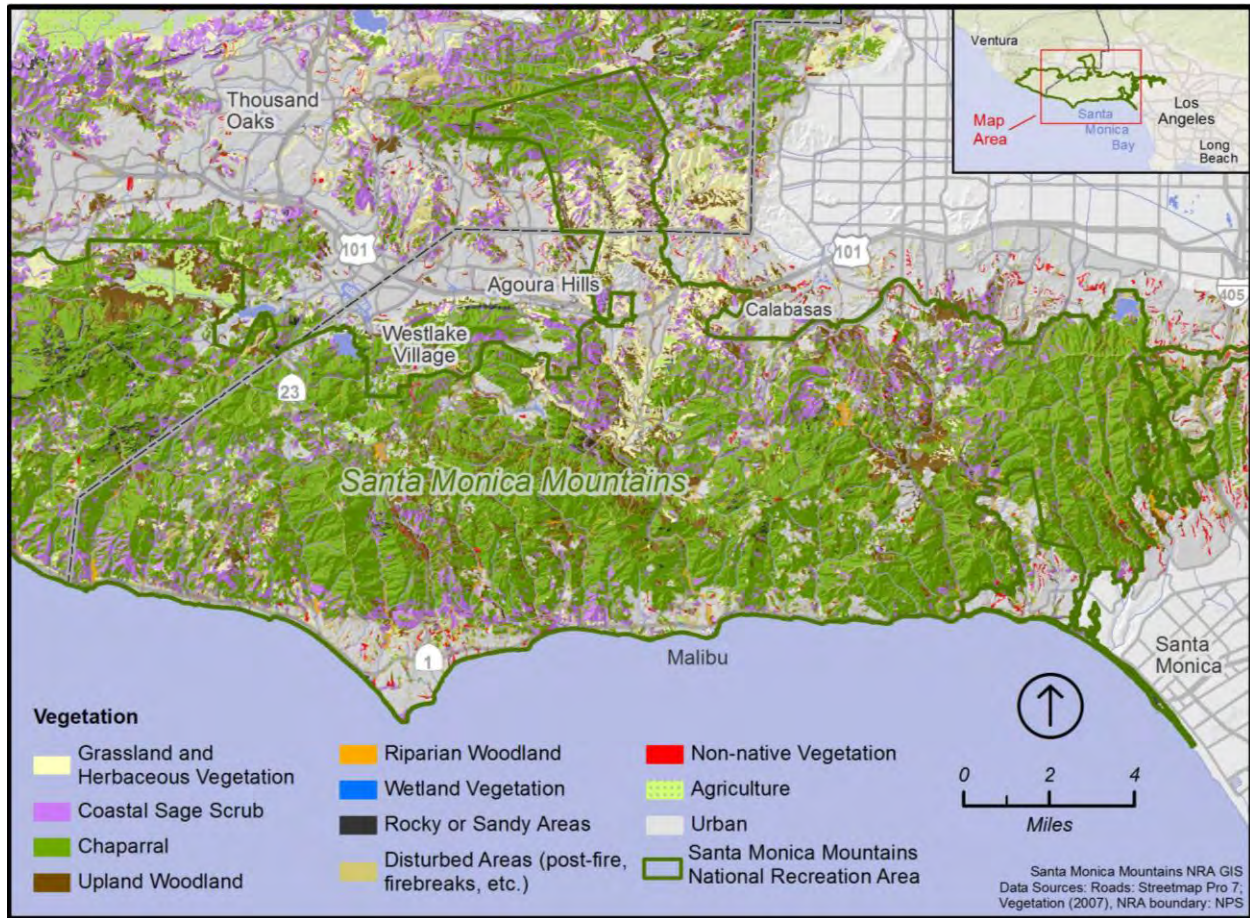 Thousand
Oaks
101
Agoura Hills
Westlake
Village
23
Calabasas
101
405
Santa Monica Mountains
1
Malibu
Santa
Monica
Ventura
Map
Area
Santa
Monica
Bay
Los
Angeles
Long
Beach
Vegetation
Grassland and
Herbaceous Vegetation
Coastal Sage Scrub
Chaparral
Upland Woodland
Riparian Woodland
Wetland Vegetation
Rocky or Sandy Areas
Disturbed Areas (post-fire,
firebreaks, etc.)
Non-native Vegetation
Agriculture
Urban
Santa Monica Mountains
National Recreation Area
0 2 4
Miles
Santa Monica Mountains NRA GIS
Data Sources: Roads: Streetmap Pro 7;
Vegetation (2007), NRA boundary: NPS